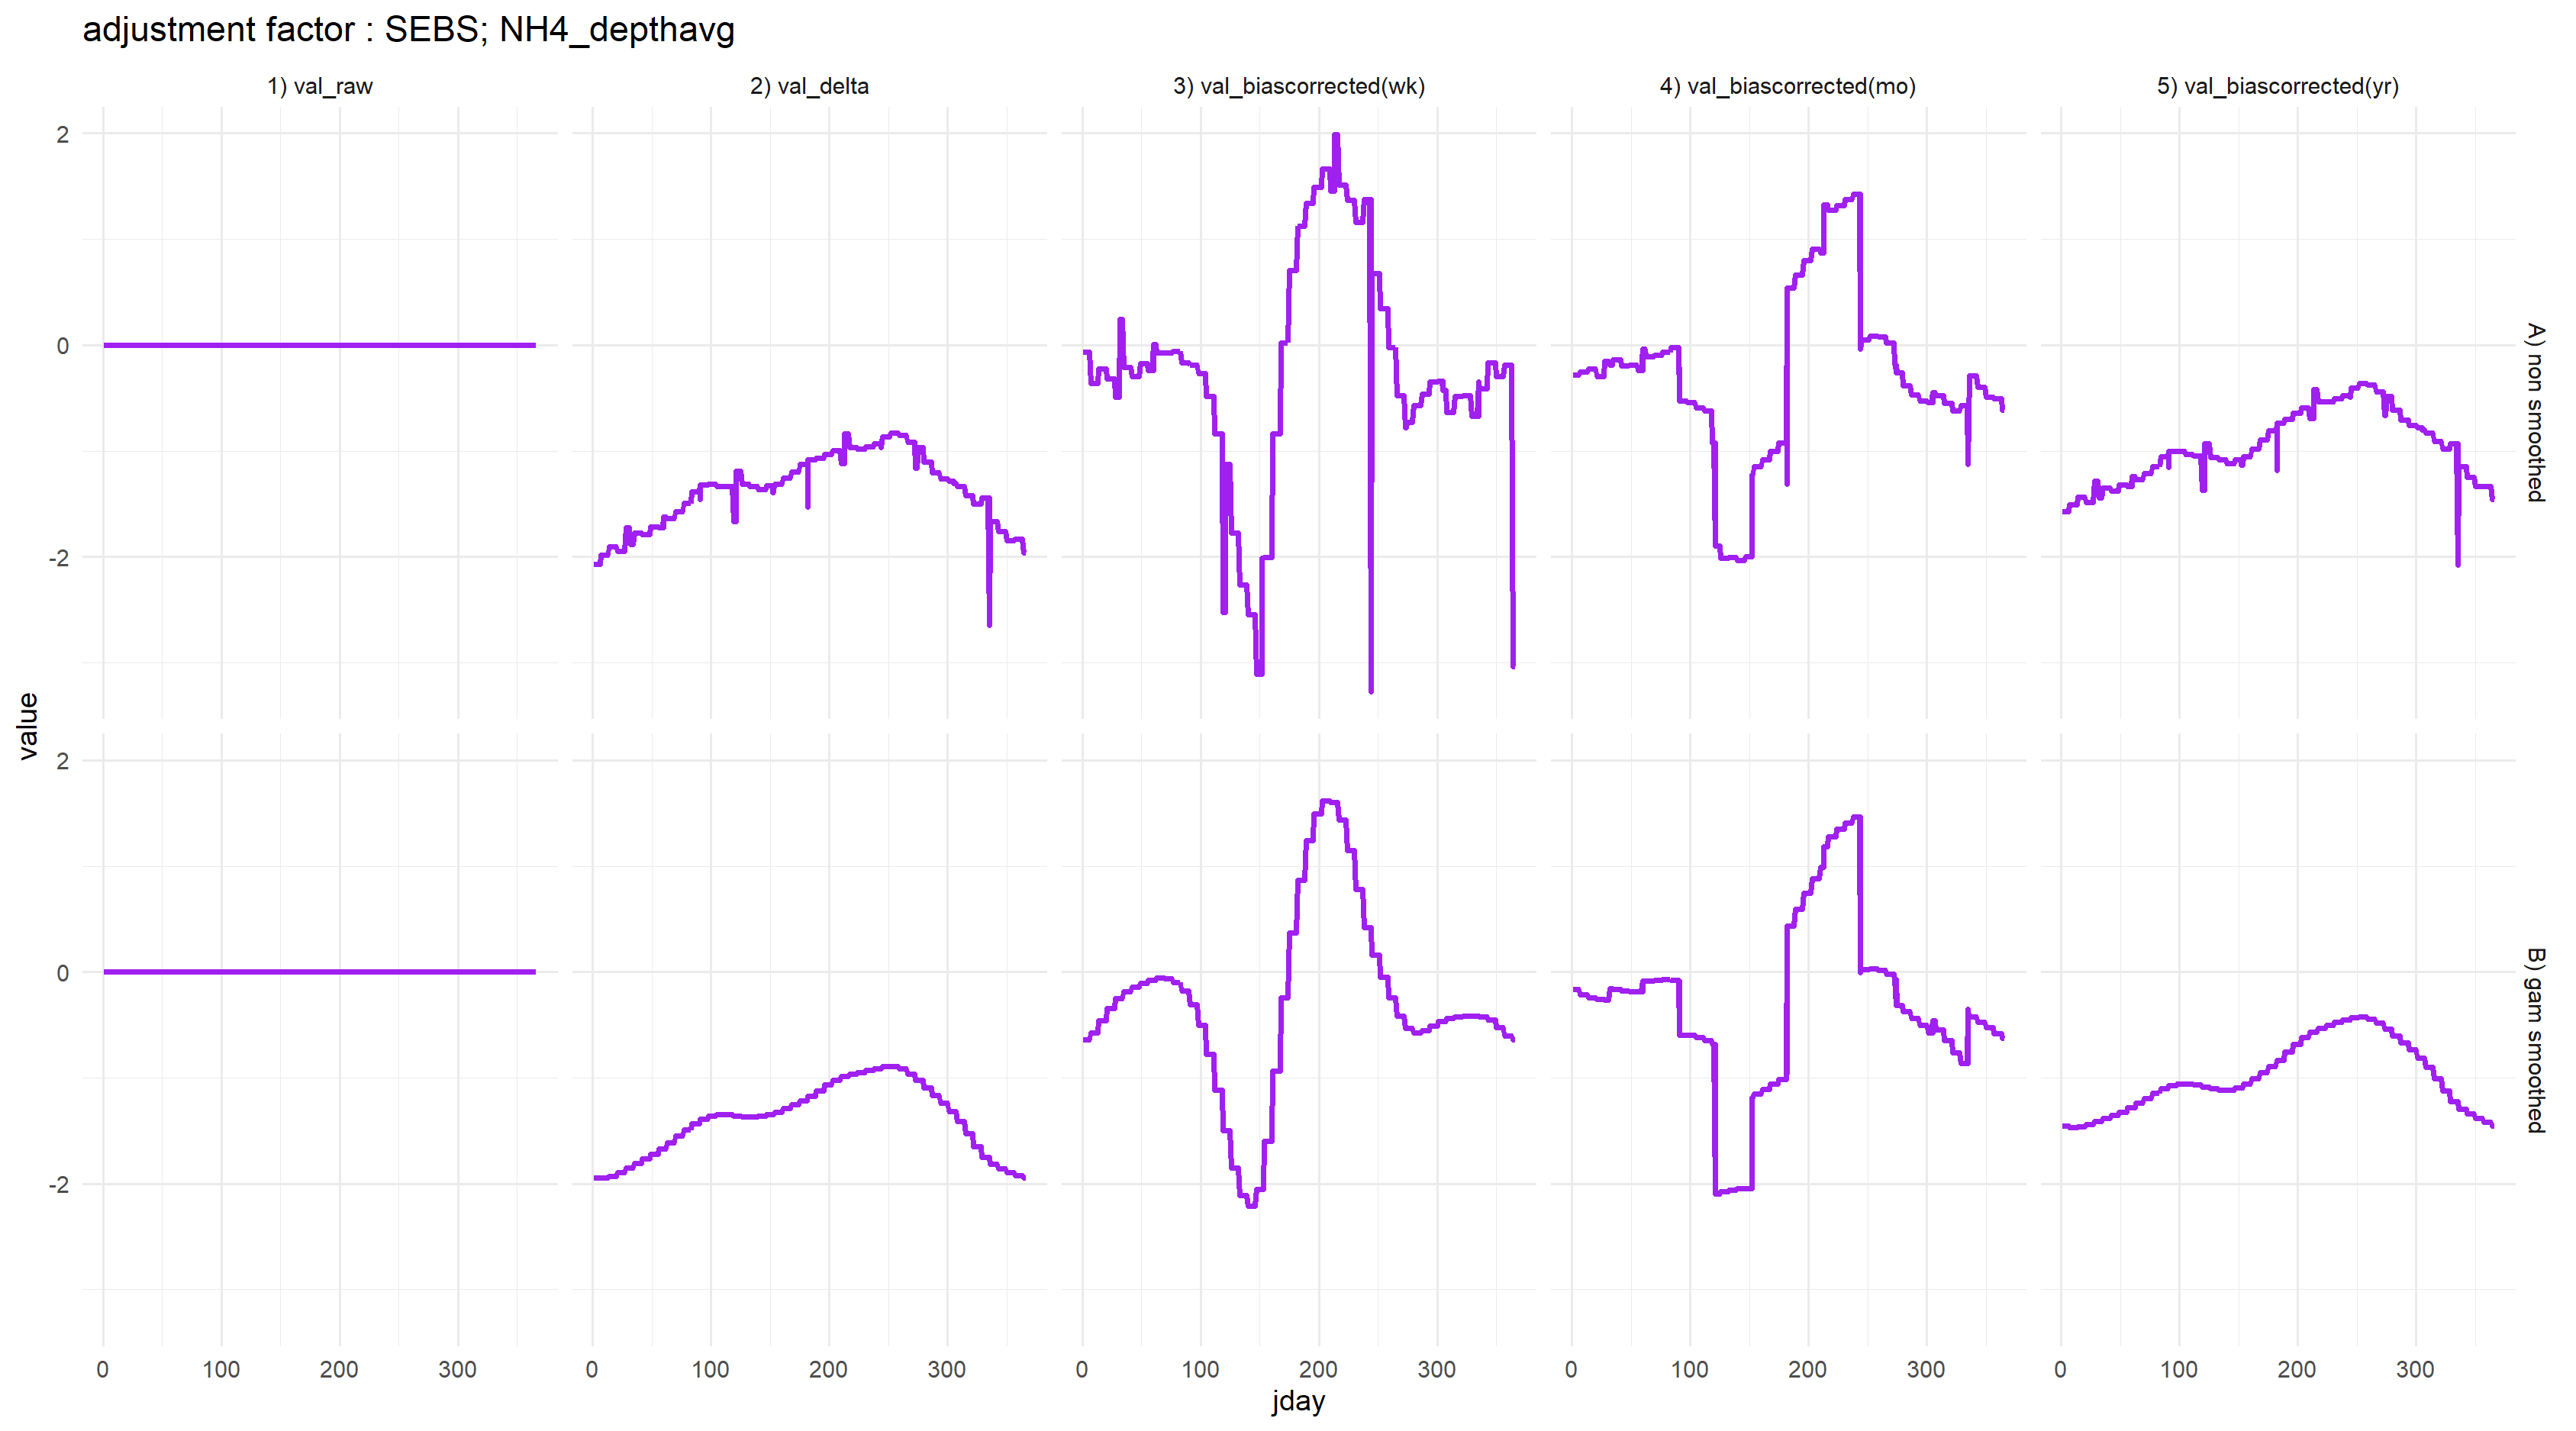 adjustment factor : SEBS; NH4_depthavg
1) val_raw
2) val_delta
3) val_biascorrected(wk)
4) val_biascorrected(mo)
5) val_biascorrected(yr)
2
0
-2
A) non smoothed
value
2
0
-2
B) gam smoothed
0 100 200 300
0 100 200 300
0 100 200 300
0 100 200 300
0 100 200 300
jday